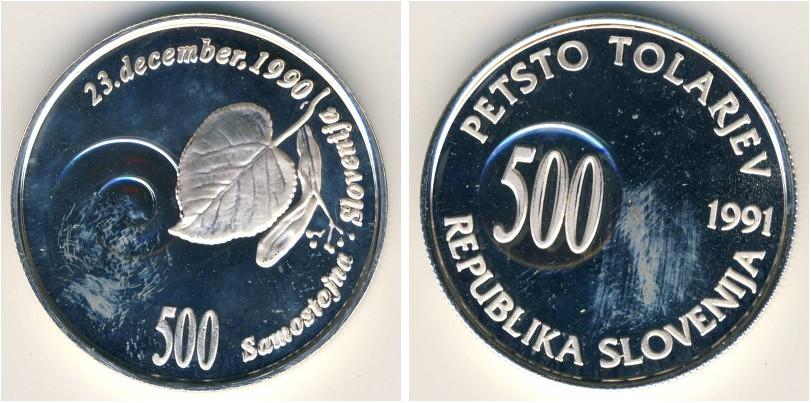 23.december.1990
Samostojna Slovenija
500
PETSTO TOLARJEV
500
1991
REPUBLIKA SLOVENIJA